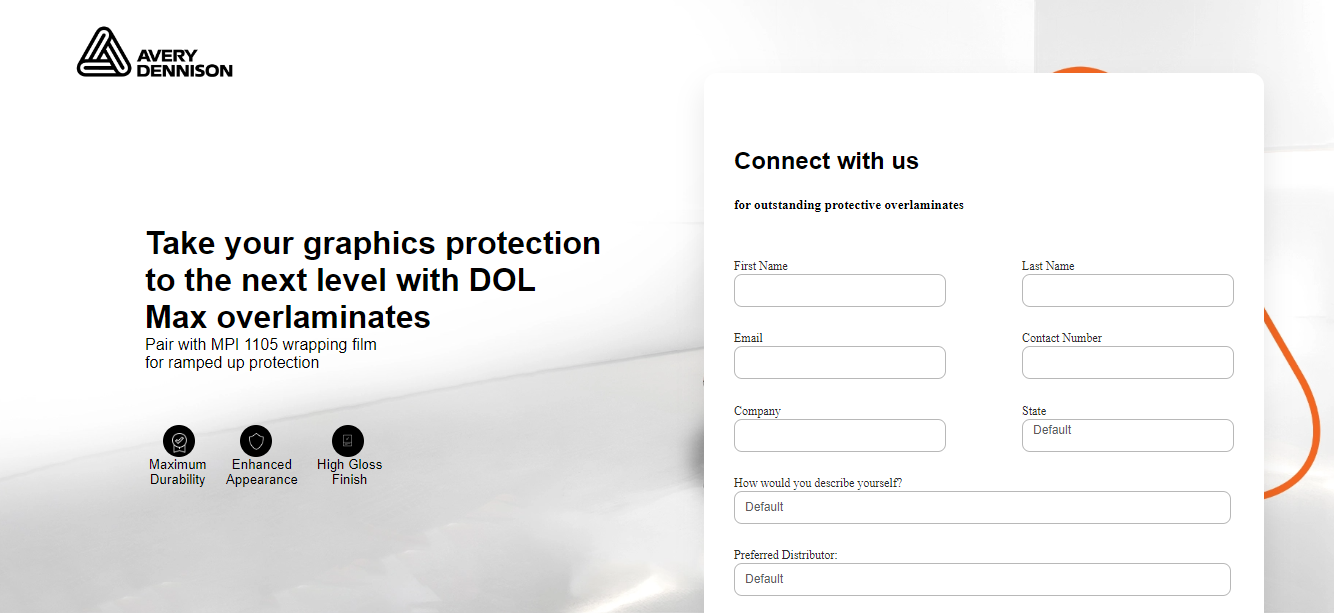 AVERY
DENNISON
Take your graphics protection
to the next level with DOL
Max overlaminates
Pair with MPI 1105 wrapping film
for ramped up protection
Maximum
Durability
Enhanced
Appearance
High Gloss
Finish
Connect with us
for outstanding protective overlaminates
First Name
Last Name
Email
Contact Number
Company
State
Default
How would you describe yourself?
Default
Preferred Distributor:
Default